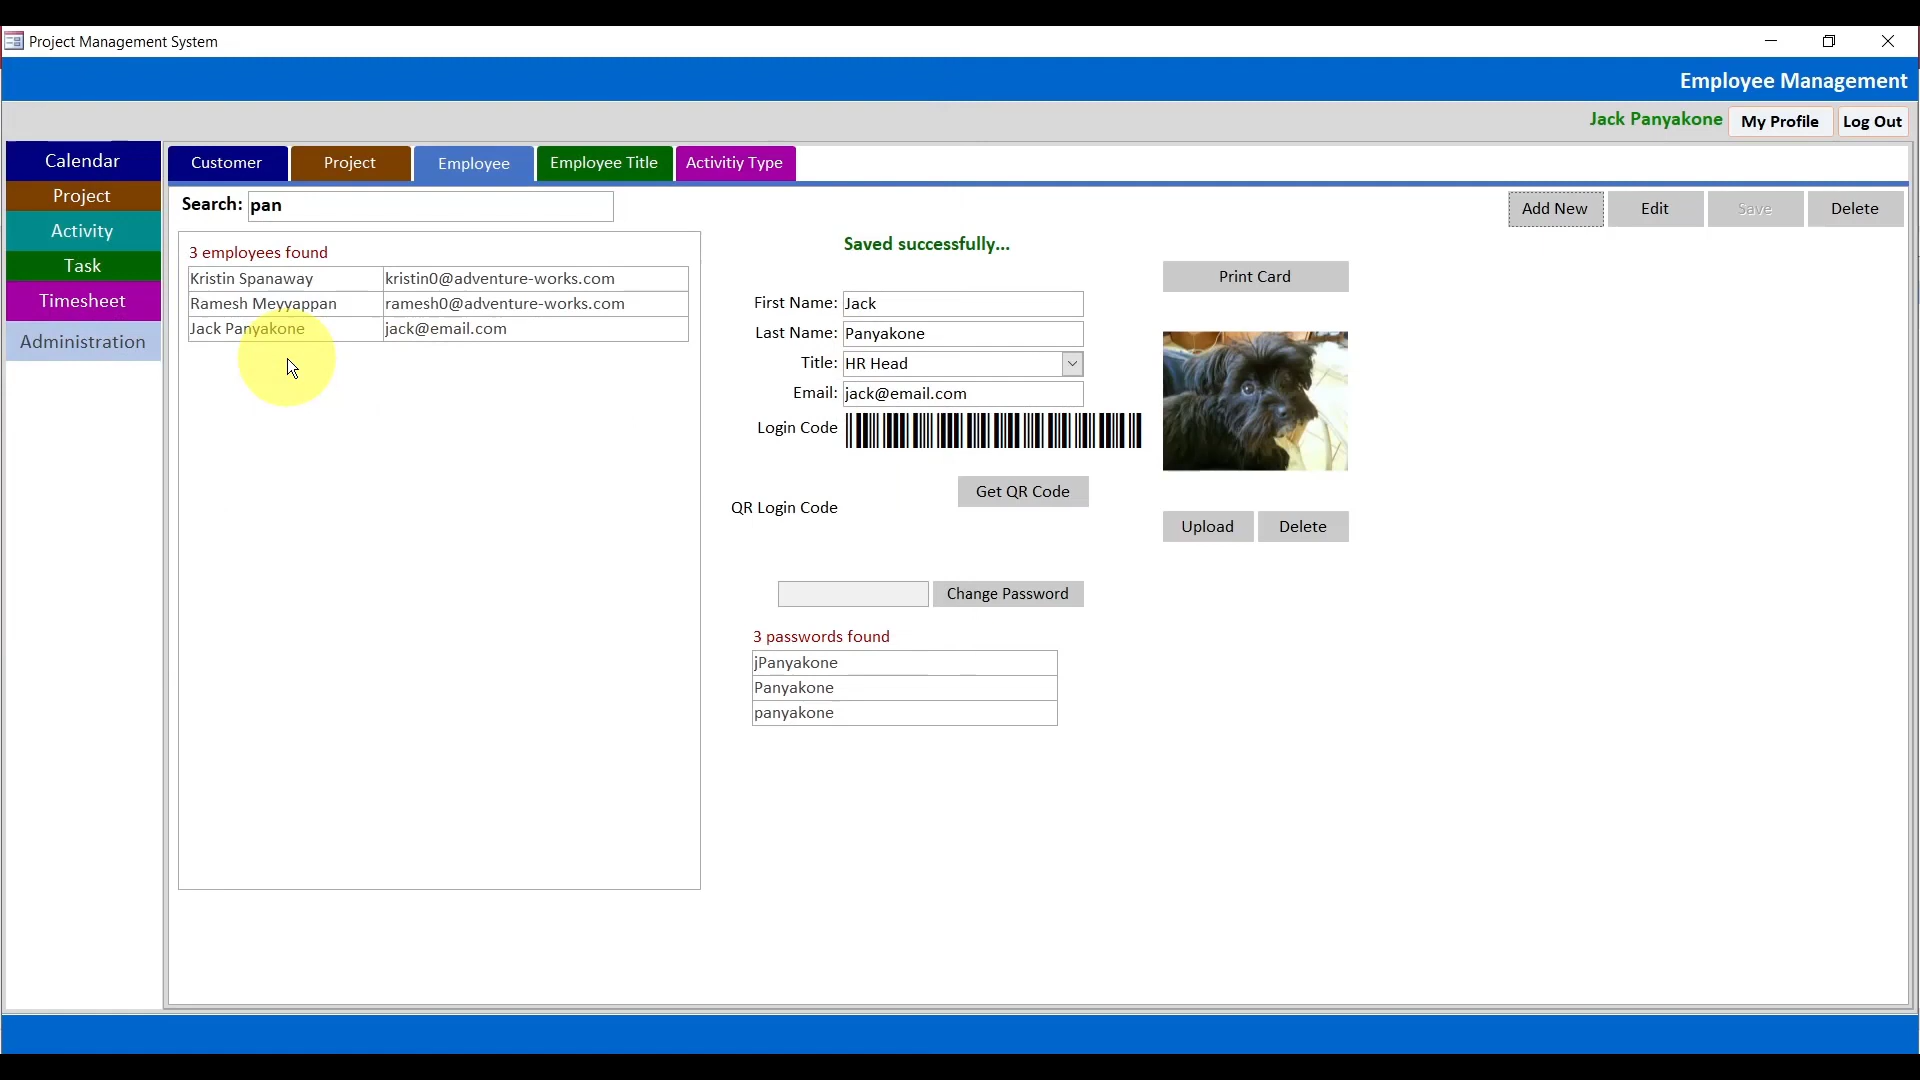 Project Management System
Employee Management
Jack Panyakone My Profile Log Out
Calendar
Project
Activity
Task
Timesheet
Administration
Customer Project Employee Employee Title Activitiy Type
Search: pan
Add New Edit Save Delete
3 employees found
Kristin Spanaway kristin0@adventure-works.com
Ramesh Meyyappan ramesh0@adventure-works.com
Jack Panyakone jack@email.com
Saved successfully...
First Name: Jack
Last Name: Panyakone
Title: HR Head
Email: jack@email.com
Login Code
Get QR Code
QR Login Code
Change Password
3 passwords found
jPanyakone
Panyakone
panyakone
Print Card
Upload Delete